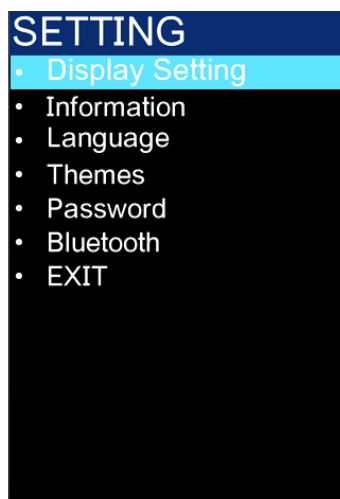 SETTING
• Display Setting
• Information
• Language
• Themes
• Password
• Bluetooth
• EXIT